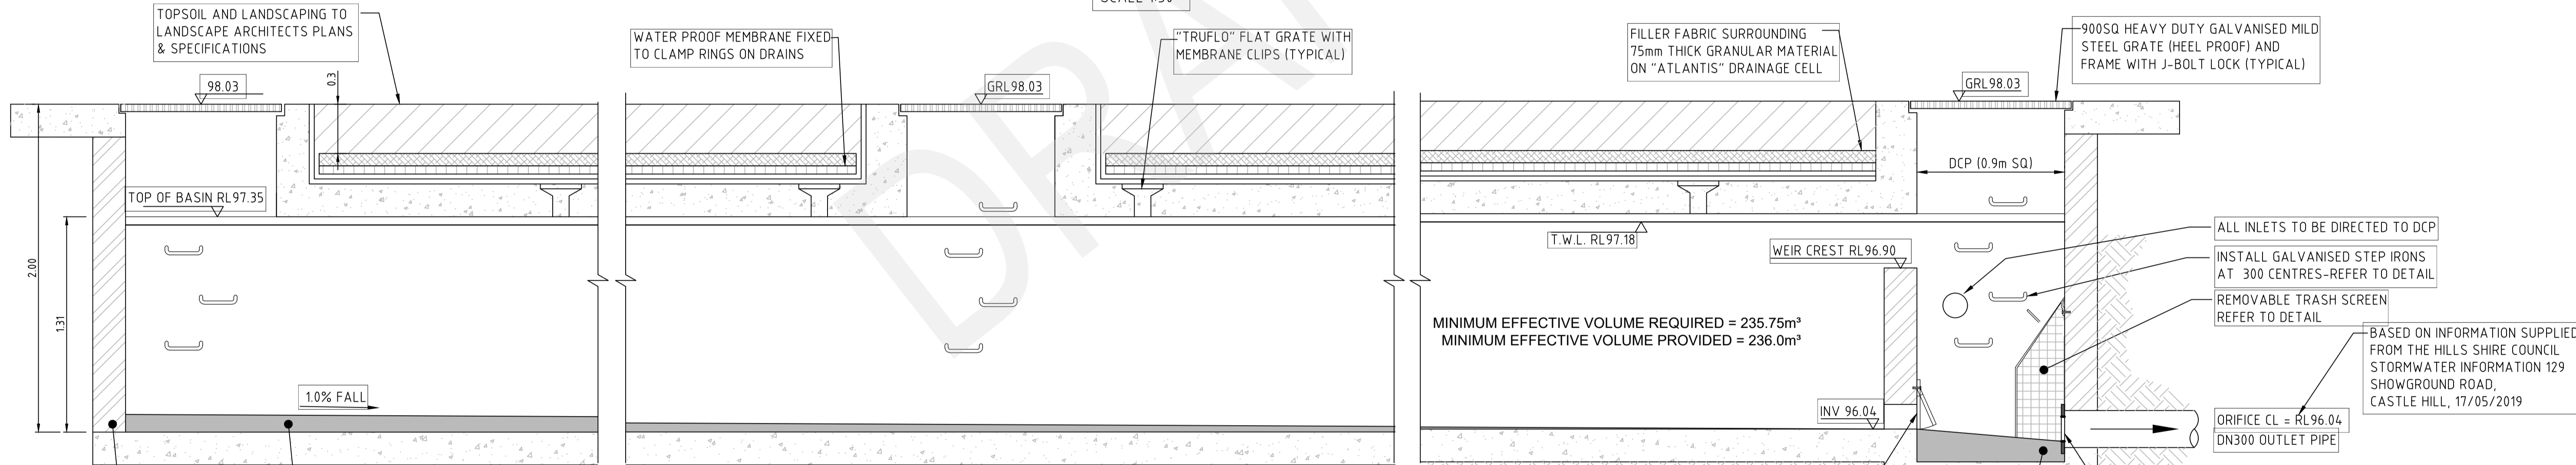 SCALE 1:50
TOPSOIL AND LANDSCAPING TO
LANDSCAPE ARCHITECTS PLANS
& SPECIFICATIONS
98.03
0.3
WATER PROOF MEMBRANE FIXED
TO CLAMP RINGS ON DRAINS
GRL98.03
"TRUFLO" FLAT GRATE WITH
MEMBRANE CLIPS (TYPICAL)
FILLER FABRIC SURROUNDING
75mm THICK GRANULAR MATERIAL
ON "ATLANTIS" DRAINAGE CELL
GRL98.03
900SQ HEAVY DUTY GALVANISED MILD
STEEL GRATE (HEEL PROOF) AND
FRAME WITH J-BOLT LOCK (TYPICAL)
DCP (0.9m SQ)
TOP OF BASIN RL97.35
2.00
1.31
T.W.L. RL97.18
WEIR CREST RL96.90
ALL INLETS TO BE DIRECTED TO DCP
INSTALL GALVANISED STEP IRONS
AT 300 CENTRES-REFER TO DETAIL
REMOVABLE TRASH SCREEN
REFER TO DETAIL
MINIMUM EFFECTIVE VOLUME REQUIRED = 235.75m³
MINIMUM EFFECTIVE VOLUME PROVIDED = 236.0m³
BASED ON INFORMATION SUPPLIED
FROM THE HILLS SHIRE COUNCIL
STORMWATER INFORMATION 129
SHOWGROUND ROAD,
CASTLE HILL, 17/05/2019
1.0% FALL
INV 96.04
ORIFICE CL = RL96.04
DN300 OUTLET PIPE